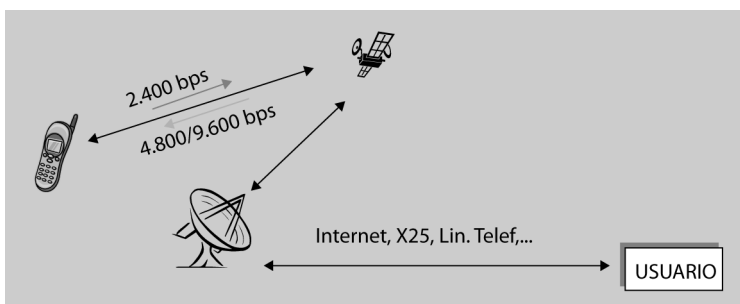 2.400 bps
4.800/9.600 bps
Internet, X25, Lin. Telef,...
USUARIO